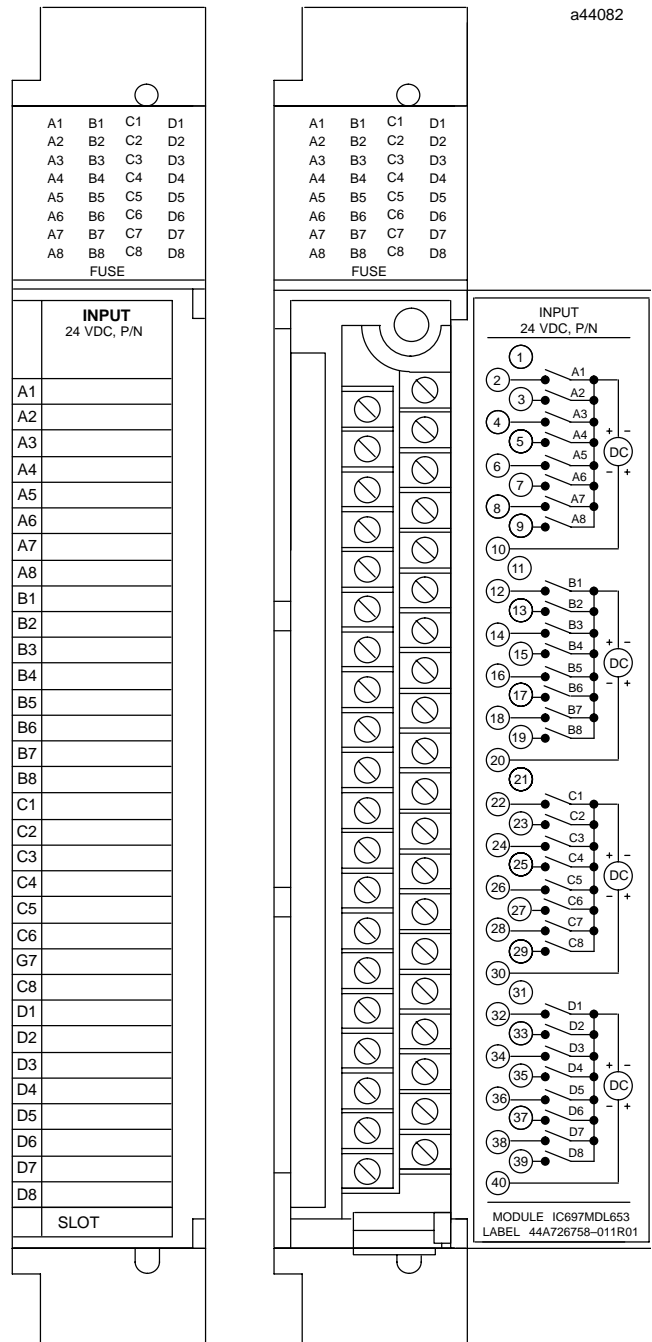 a44082
A1 B1 C1 D1
A2 B2 C2 D2
A3 B3 C3 D3
A4 B4 C4 D4
A5 B5 C5 D5
A6 B6 C6 D6
A7 B7 C7 D7
A8 B8 C8 D8
FUSE
INPUT
24 VDC, P/N
A1
A2
A3
A4
A5
A6
A7
A8
B1
B2
B3
B4
B5
B6
B7
B8
C1
C2
C3
C4
C5
C6
G7
C8
D1
D2
D3
D4
D5
D6
D7
D8
SLOT
A1 B1 C1 D1
A2 B2 C2 D2
A3 B3 C3 D3
A4 B4 C4 D4
A5 B5 C5 D5
A6 B6 C6 D6
A7 B7 C7 D7
A8 B8 C8 D8
FUSE
INPUT
24 VDC, P/N
1
2 A1
3 A2
4 A3
+ −
5 A4
DC
6 A5
− +
7 A6
8 A7
9 A8
10
11
12 B1
13 B2
14 B3
+ −
15 B4
DC
16 B5
− +
17 B6
18 B7
19 B8
20
21
22 C1
23 C2
24 C3
+ −
25 C4
DC
26 C5
− +
27 C6
28 C7
29 C8
30
31
32 D1
33 D2
34 D3
+ −
35 D4
DC
36 D5
− +
37 D6
38 D7
39 D8
40
MODULE IC697MDL653
LABEL 44A726758–011R01